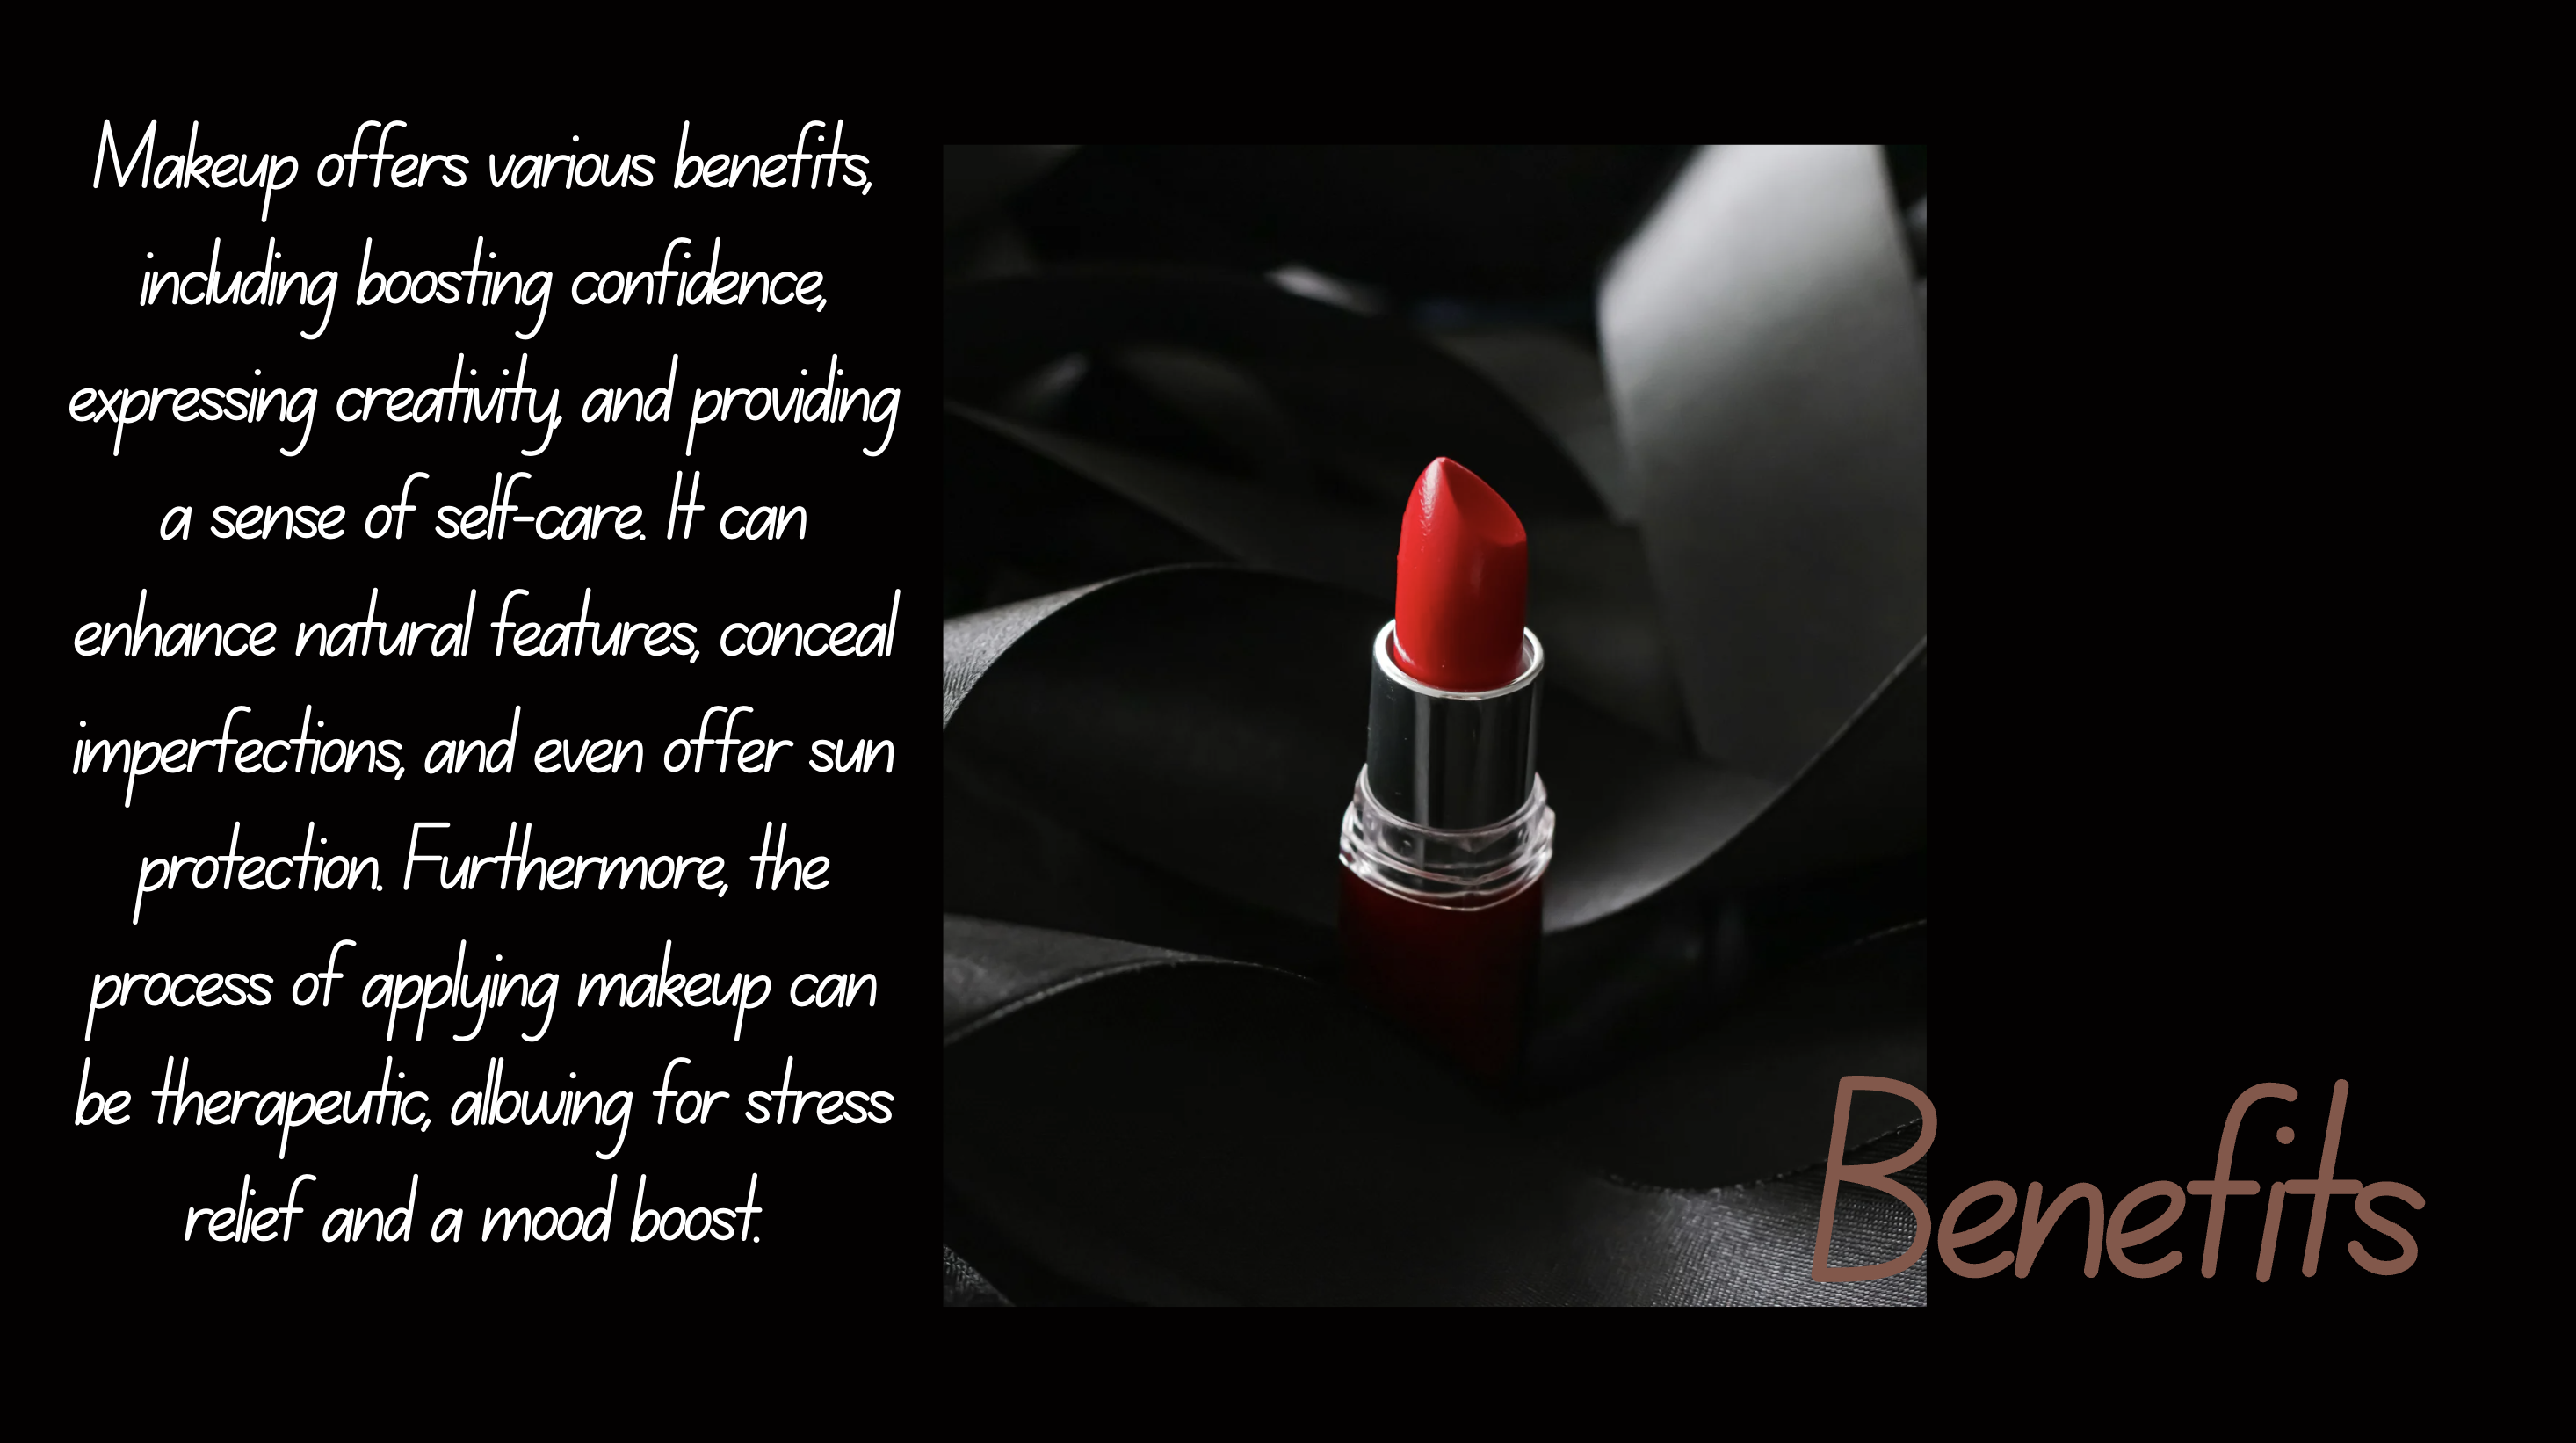 Makeup offers various benefits,
including boosting confidence,
expressing creativity, and providing
a sense of self-care. It can
enhance natural features, conceal
imperfections, and even offer sun
protection. Furthermore, the
process of applying makeup can
be therapeutic, allowing for stress
relief and a mood boost.
Benefits